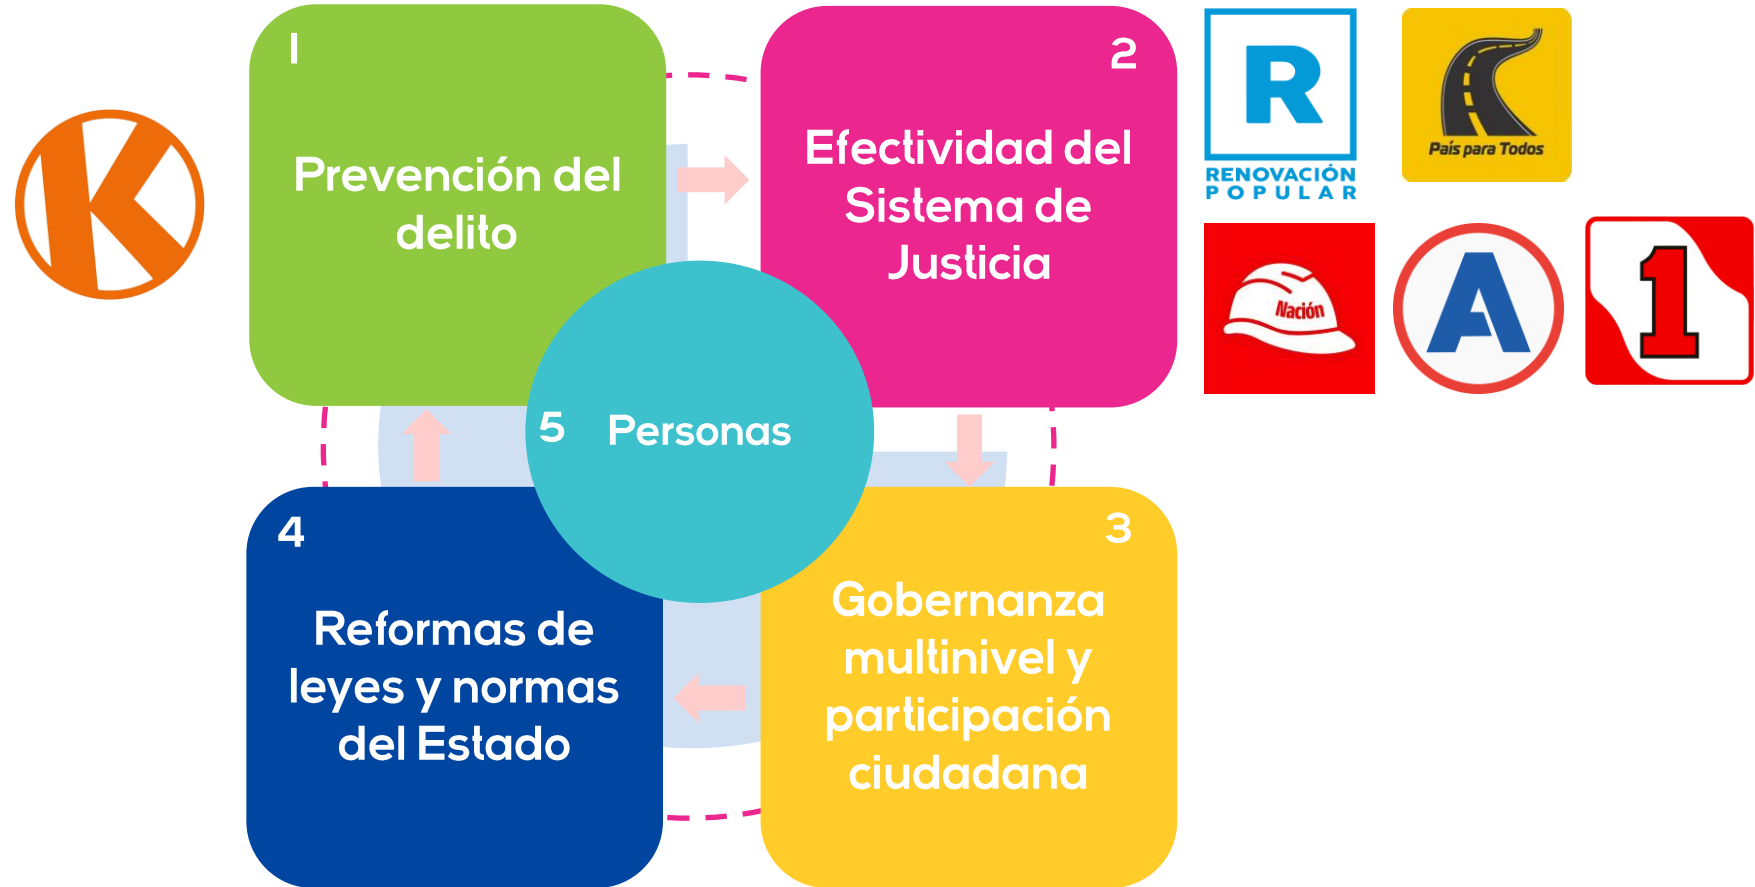 K
1
Prevención del
delito
2
Efectividad del
Sistema de
Justicia
R
RENOVACIÓN
POPULAR
País para Todos
Nación
A
1
5 Personas
4
Reformas de
leyes y normas
del Estado
3
Gobernanza
multinivel y
participación
ciudadana